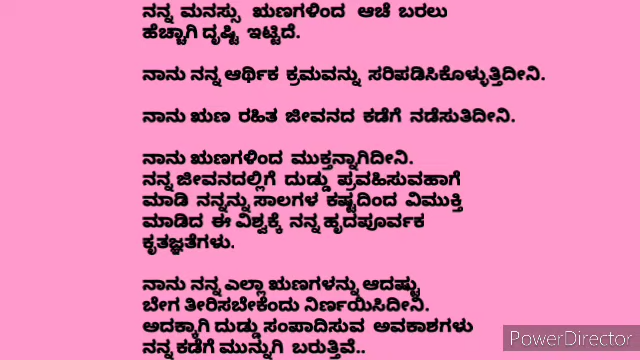 ನನ್ನ ಮನಸ್ಸು ಋಣಗಳಿಂದ ಆಚೆ ಬರಲು
ಹೆಚ್ಚಾಗಿ ದೃಷ್ಟಿ ಇಟ್ಟಿದೆ.
ನಾನು ನನ್ನ ಆರ್ಥಿಕ ಕ್ರಮವನ್ನು ಸರಿಪಡಿಸಿಕೊಳ್ಳುತ್ತಿದೀನಿ.
ನಾನು ಋಣ ರಹಿತ ಜೀವನದ ಕಡೆಗೆ ನಡೆಸುತಿದೀನಿ.
ನಾನು ಋಣಗಳಿಂದ ಮುಕ್ತನ್ನಾಗಿದೀನಿ.
ನನ್ನ ಜೀವನದಲ್ಲಿಗೆ ದುಡ್ಡು ಪ್ರವಹಿಸುವಹಾಗೆ
ಮಾಡಿ ನನ್ನನ್ನು ಸಾಲಗಳ ಕಷ್ಟದಿಂದ ವಿಮುಕ್ತಿ
ಮಾಡಿದ ಈ ವಿಶ್ವಕ್ಕೆ ನನ್ನ ಹೃದಪೂರ್ವಕ
ಕೃತಜ್ಞತೆಗಳು.
ನಾನು ನನ್ನ ಎಲ್ಲಾ ಋಣಗಳನ್ನು ಆದಷ್ಟು
ಬೇಗ ತೀರಿಸಬೇಕೆಂದು ನಿರ್ಣಯಿಸಿದೀನಿ.
ಅದಕ್ಕಾಗಿ ದುಡ್ಡು ಸಂಪಾದಿಸುವ ಅವಕಾಶಗಳು
ನನ್ನ ಕಡೆಗೆ ಮುನ್ನುಗಿ ಬರುತ್ತಿವೆ..
PowerDirector